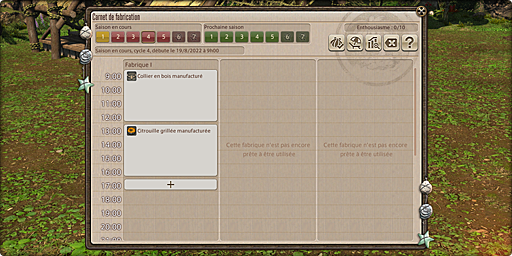 Carnet de fabrication
Saison en cours
1 2 3 4 5 6 7
Prochaine saison
1 2 3 4 5 6 7
Enthousiasme : 0/10
Saison en cours, cycle 4, débute le 19/8/2022 à 9h00
Fabrique I
9:00
Collier en bois manufacturé
10:00
11:00
12:00
13:00
Citrouille grillée manufacturée
14:00
Cette fabrique n'est pas encore prête à être utilisée.
Cette fabrique n'est pas encore prête à être utilisée.
15:00
16:00
17:00
18:00
19:00
20:00
21:00